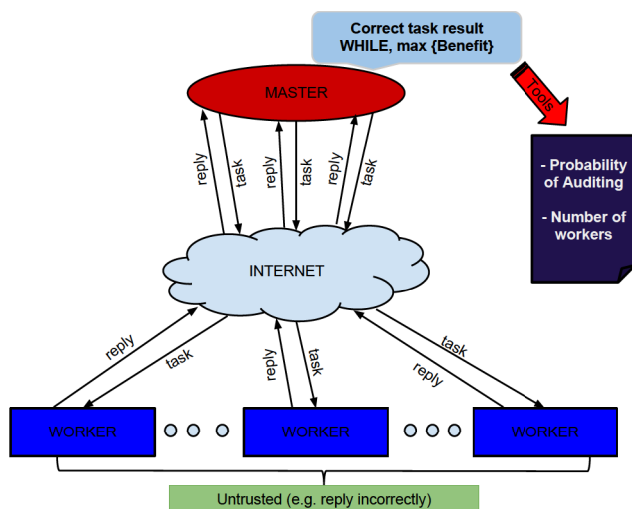 Correct task result
WHILE, max {Benefit}
MASTER
Tools
- Probability
of Auditing
- Number of
workers
reply
task
reply
task
reply
task
INTERNET
reply
task
reply
task
task
reply
WORKER
WORKER
WORKER
Untrusted (e.g. reply incorrectly)